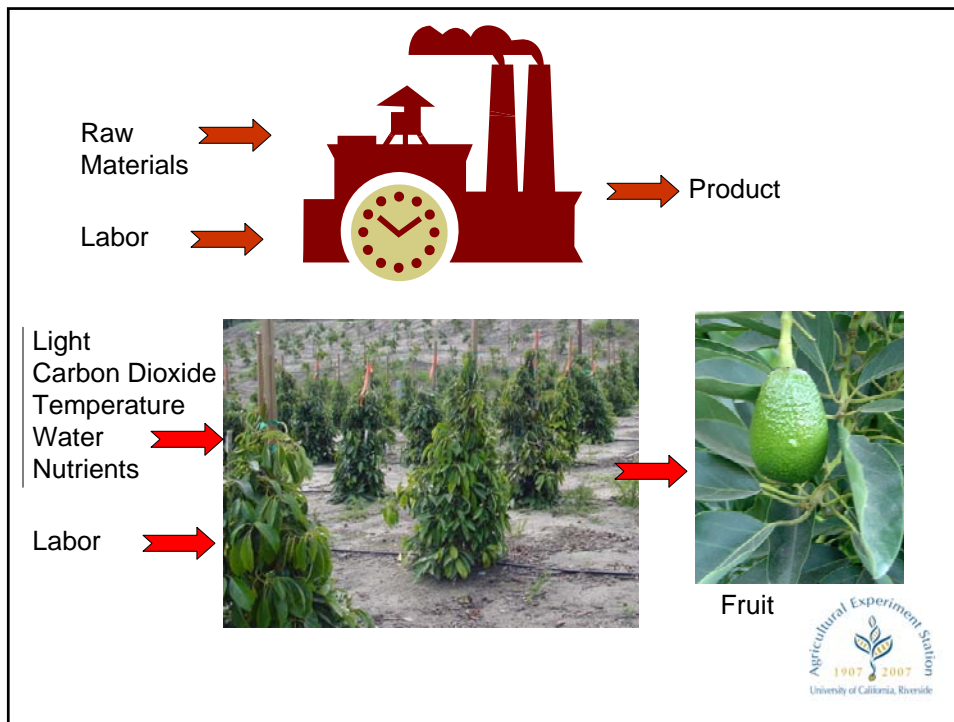 Raw
Materials
Labor
Product
Light
Carbon Dioxide
Temperature
Water
Nutrients
Labor
Fruit
Agricultural Experiment Station
1907 2007
University of California, Riverside